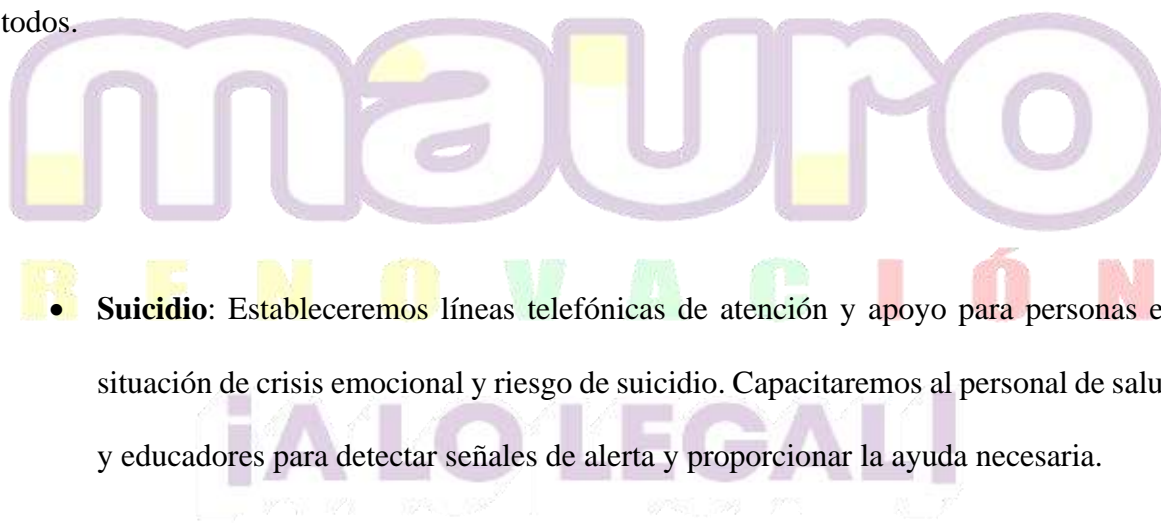 todos.
mauro
RENOVACIÓN
• Suicidio: Estableceremos líneas telefónicas de atención y apoyo para personas e
situación de crisis emocional y riesgo de suicidio. Capacitaremos al personal de salu
¡A LO LEGAL!
y educadores para detectar señales de alerta y proporcionar la ayuda necesaria.